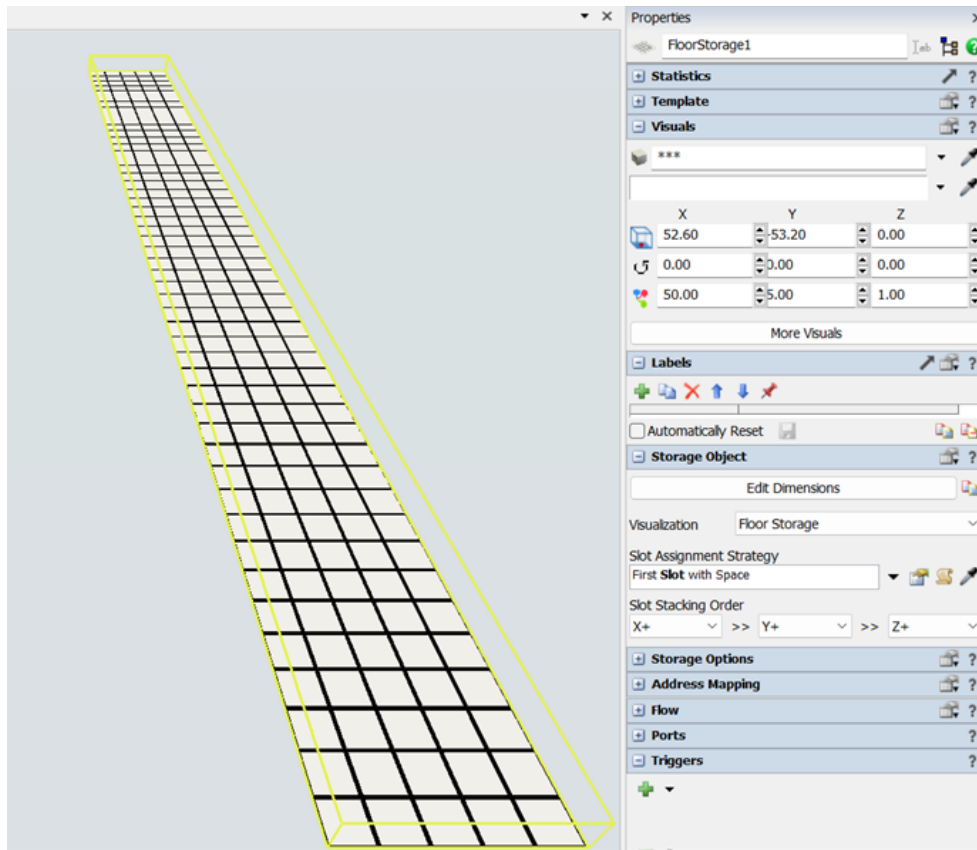 Properties
FloorStorage1
Statistics
Template
Visuals
***
X Y Z
52.60 -53.20 0.00
0.00 0.00 0.00
50.00 5.00 1.00
More Visuals
Labels
Automatically Reset
Storage Object
Edit Dimensions
Visualization Floor Storage
Slot Assignment Strategy
First Slot with Space
Slot Stacking Order
X+ >> Y+ >> Z+
Storage Options
Address Mapping
Flow
Ports
Triggers